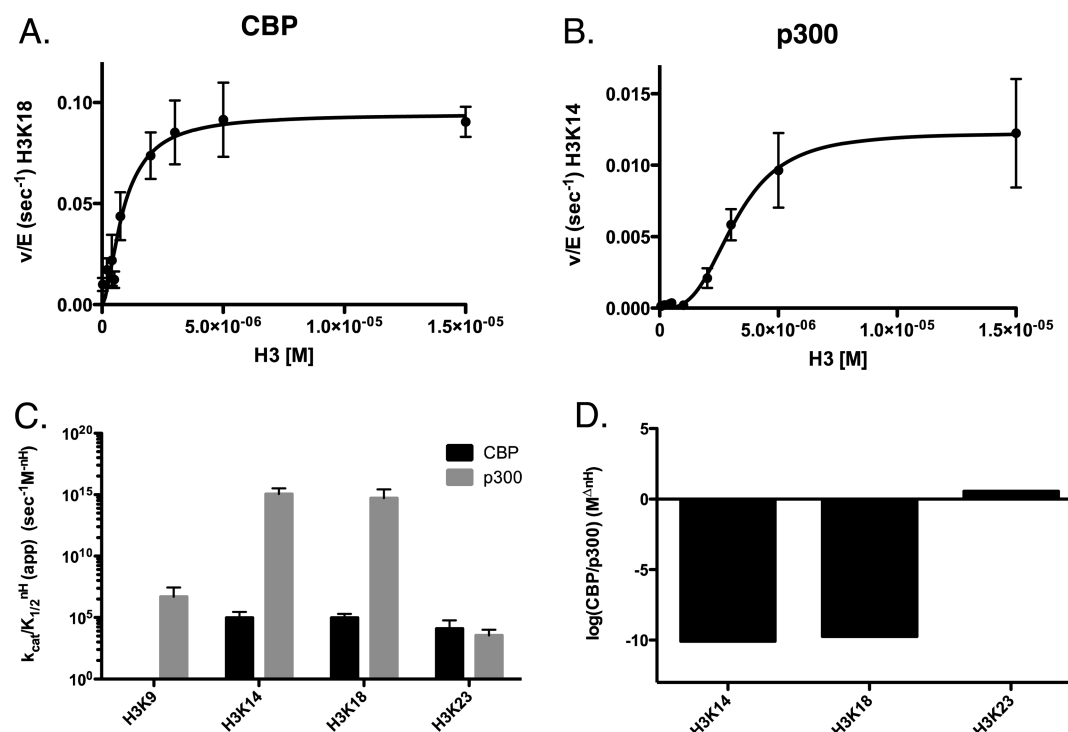 A.
CBP
v/E (sec⁻¹) H3K18
0.10
0.05
0.00
0
5.0×10⁻⁰⁶
1.0×10⁻⁰⁵
1.5×10⁻⁰⁵
H3 [M]
B.
p300
v/E (sec⁻¹) H3K14
0.015
0.010
0.005
0.000
0
5.0×10⁻⁰⁶
1.0×10⁻⁰⁵
1.5×10⁻⁰⁵
H3 [M]
C.
k_cat/K_1/2^nH (app) (sec⁻¹M^-nH)
10²⁰
10¹⁵
10¹⁰
10⁵
10⁰
CBP
p300
H3K9
H3K14
H3K18
H3K23
D.
log(CBP/p300) (M^ΔnH)
5
0
-5
-10
H3K14
H3K18
H3K23